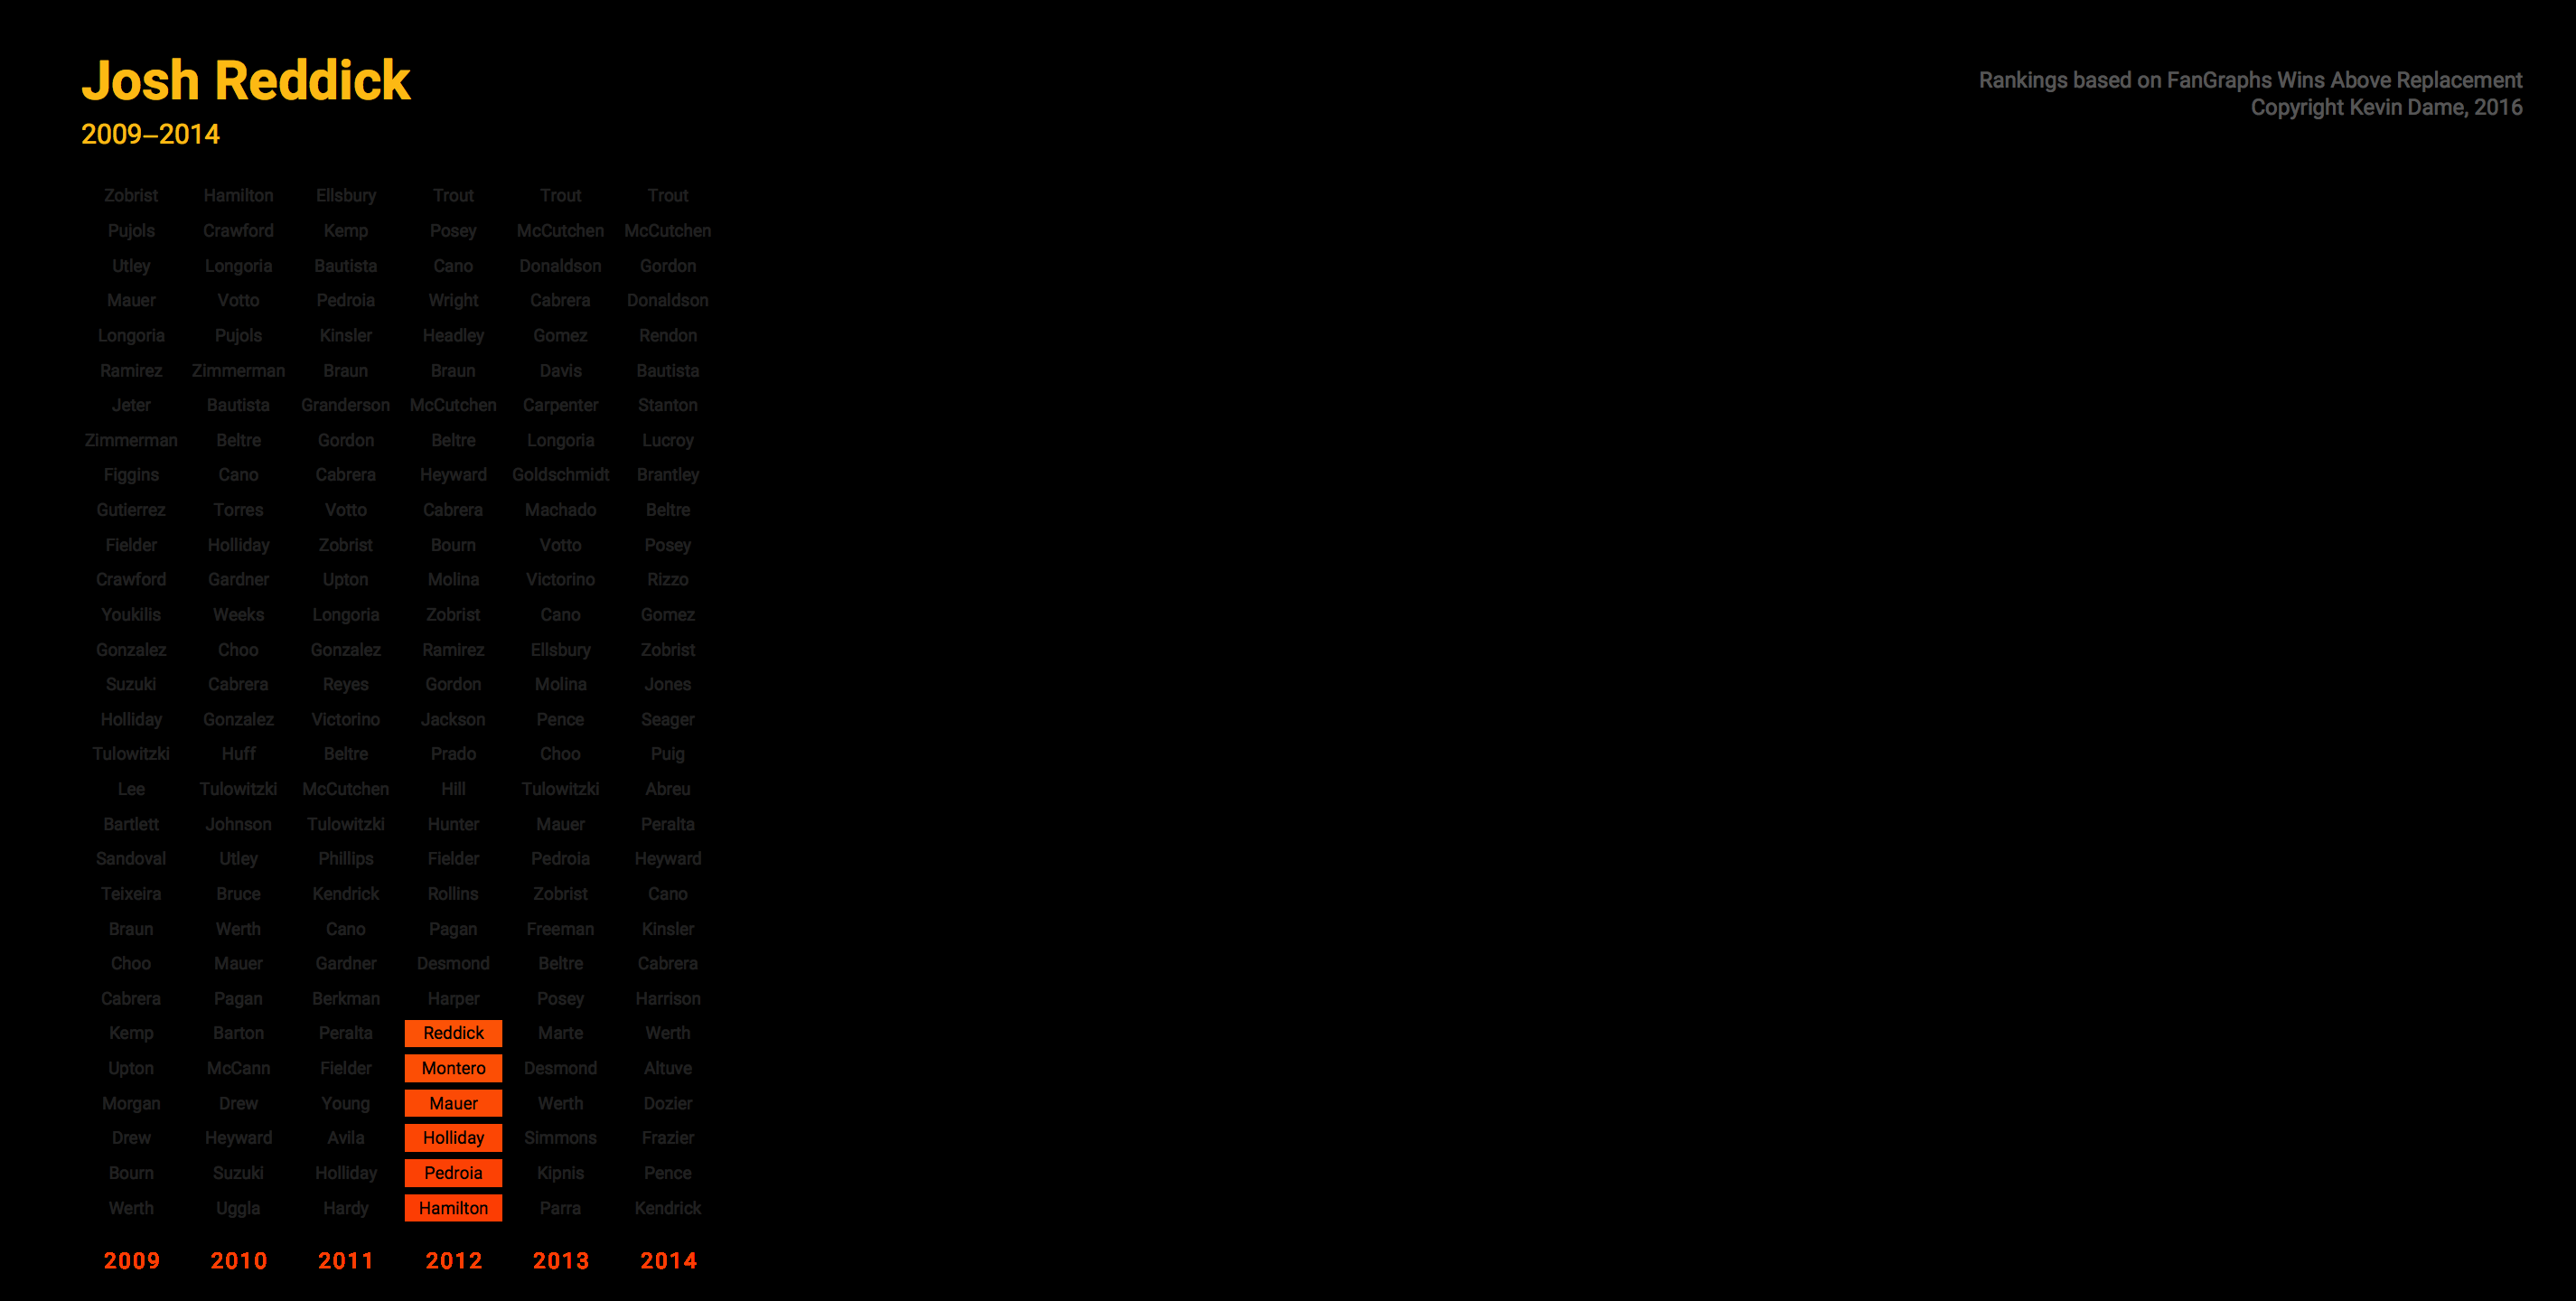 Josh Reddick
2009–2014
Rankings based on FanGraphs Wins Above Replacement
Copyright Kevin Dame, 2016
Zobrist Hamilton Ellsbury Trout Trout Trout
Pujols Crawford Kemp Posey McCutchen McCutchen
Utley Longoria Bautista Cano Donaldson Gordon
Mauer Votto Pedroia Wright Cabrera Donaldson
Longoria Pujols Kinsler Headley Gomez Rendon
Ramirez Zimmerman Braun Braun Davis Bautista
Jeter Bautista Granderson McCutchen Carpenter Stanton
Zimmerman Beltre Gordon Beltre Longoria Lucroy
Figgins Cano Cabrera Heyward Goldschmidt Brantley
Gutierrez Torres Votto Cabrera Machado Beltre
Fielder Holliday Zobrist Bourn Votto Posey
Crawford Gardner Upton Molina Victorino Rizzo
Youkilis Weeks Longoria Zobrist Cano Gomez
Gonzalez Choo Gonzalez Ramirez Ellsbury Zobrist
Suzuki Cabrera Reyes Gordon Molina Jones
Holliday Gonzalez Victorino Jackson Pence Seager
Tulowitzki Huff Beltre Prado Choo Puig
Lee Tulowitzki McCutchen Hill Tulowitzki Abreu
Bartlett Johnson Tulowitzki Hunter Mauer Peralta
Sandoval Utley Phillips Fielder Pedroia Heyward
Teixeira Bruce Kendrick Rollins Zobrist Cano
Braun Werth Cano Pagan Freeman Kinsler
Choo Mauer Gardner Desmond Beltre Cabrera
Cabrera Pagan Berkman Harper Posey Harrison
Kemp Barton Peralta Reddick Marte Werth
Upton McCann Fielder Montero Desmond Altuve
Morgan Drew Young Mauer Werth Dozier
Drew Heyward Avila Holliday Simmons Frazier
Bourn Suzuki Holliday Pedroia Kipnis Pence
Werth Uggla Hardy Hamilton Parra Kendrick
2009 2010 2011 2012 2013 2014